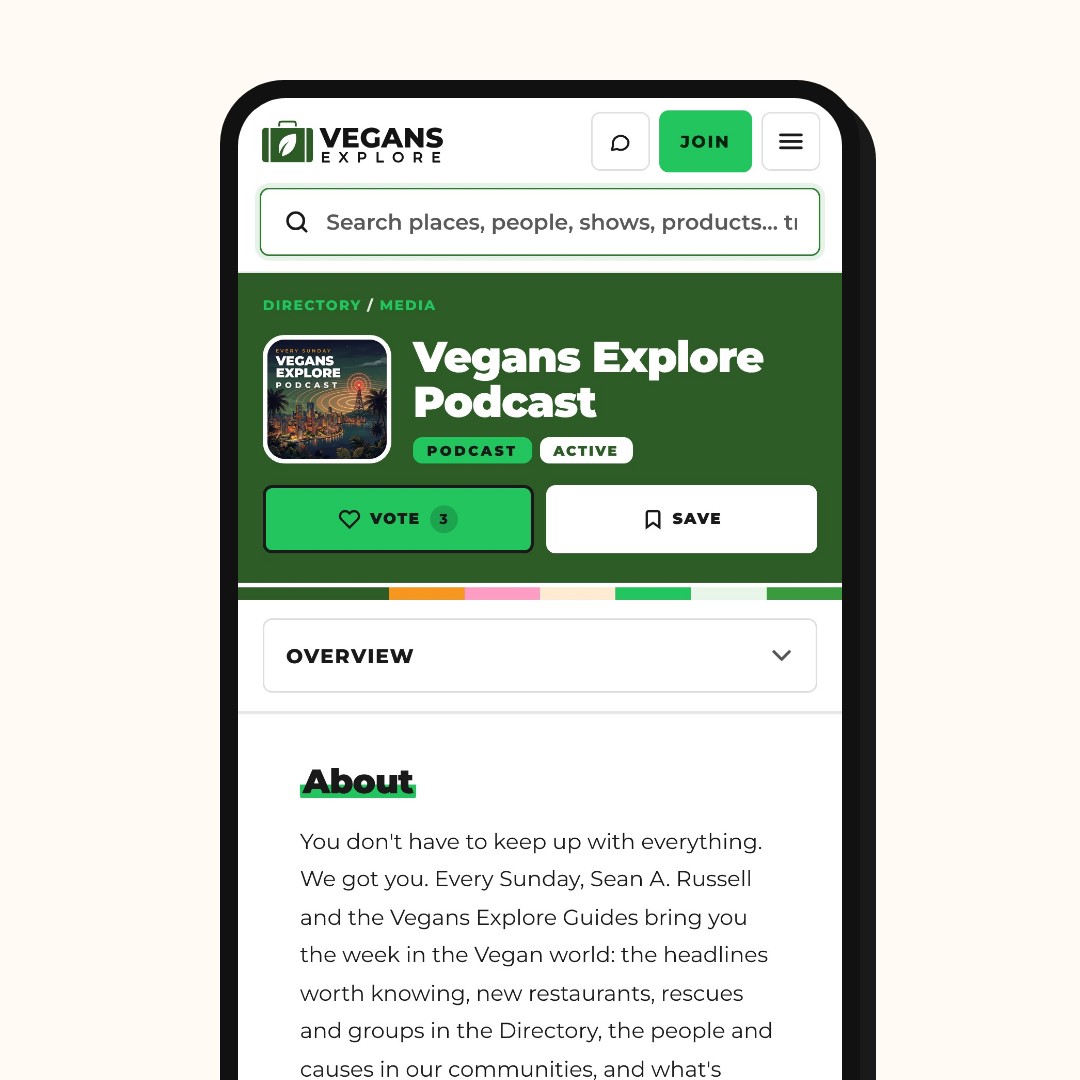 VEGANS
EXPLORE
JOIN
Search places, people, shows, products... tr
DIRECTORY / MEDIA
EVERY SUNDAY
VEGANS
EXPLORE
PODCAST
Vegans Explore
Podcast
PODCAST
ACTIVE
VOTE 3
SAVE
OVERVIEW
About
You don't have to keep up with everything.
We got you. Every Sunday, Sean A. Russell
and the Vegans Explore Guides bring you
the week in the Vegan world: the headlines
worth knowing, new restaurants, rescues
and groups in the Directory, the people and
causes in our communities, and what's